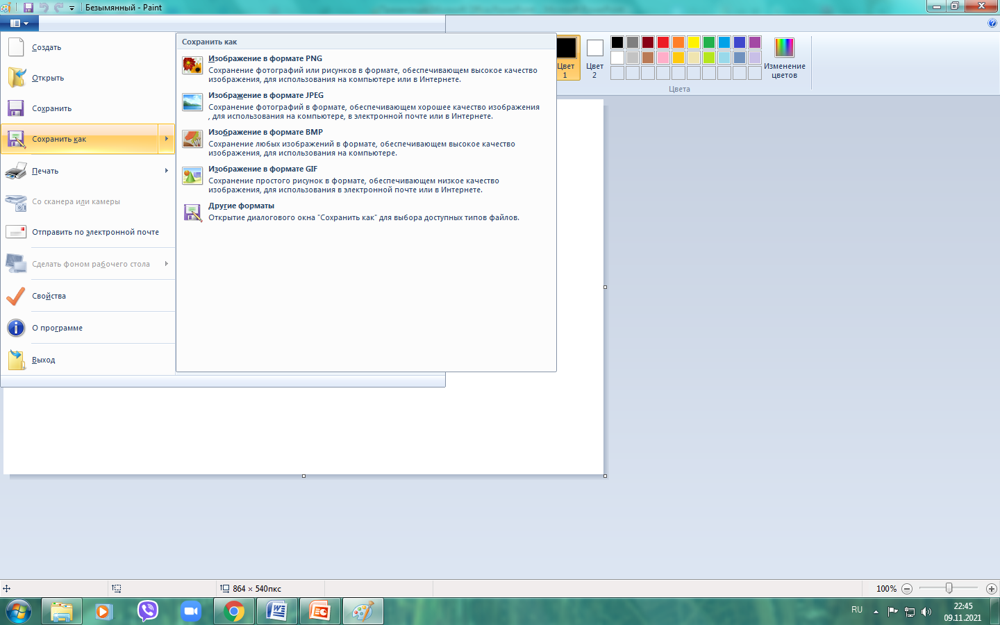 Безымянный - Paint
Создать
Открыть
Сохранить
Сохранить как
Печать
Со сканера или камеры
Отправить по электронной почте
Сделать фоном рабочего стола
Свойства
О программе
Выход
Сохранить как
Изображение в формате PNG
Сохранение фотографий или рисунков в формате, обеспечивающем высокое качество
изображения, для использования на компьютере или в Интернете.
Изображение в формате JPEG
Сохранение фотографий в формате, обеспечивающем хорошее качество изображения
, для использования на компьютере, в электронной почте или в Интернете.
Изображение в формате BMP
Сохранение любых изображений в формате, обеспечивающем высокое качество
изображения, для использования на компьютере.
Изображение в формате GIF
Сохранение простого рисунок в формате, обеспечивающем низкое качество
изображения, для использования в электронной почте или в Интернете.
Другие форматы
Открытие диалогового окна "Сохранить как" для выбора доступных типов файлов.
Цвет
1
Цвет
2
Изменение
цветов
Цвета
864 × 540пкс
100%
RU
22:45
09.11.2021